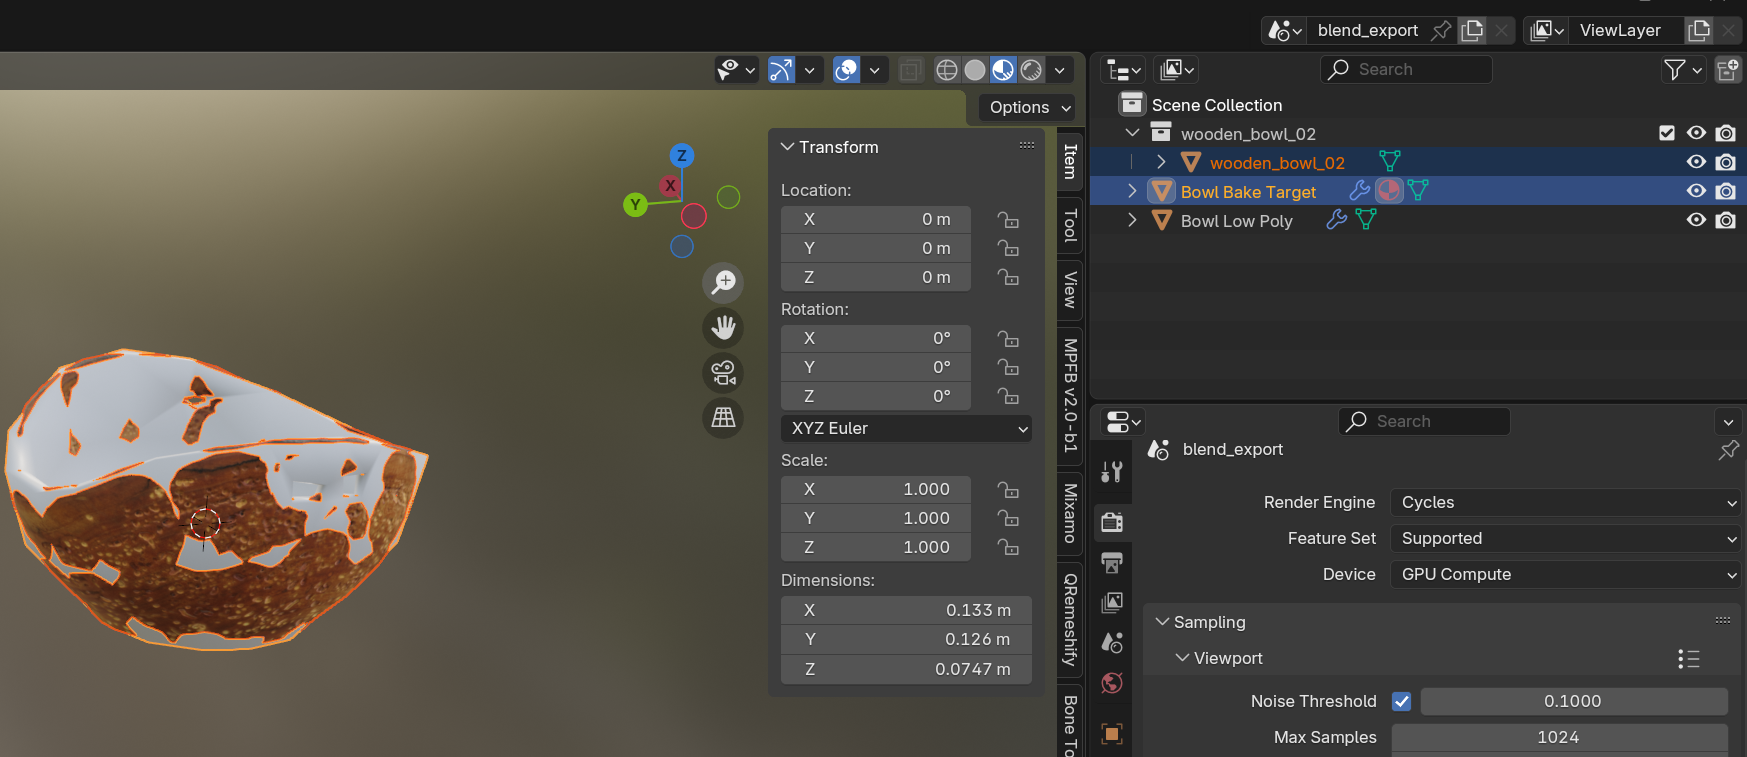 blend_export
ViewLayer
Search
Options
Scene Collection
wooden_bowl_02
wooden_bowl_02
Bowl Bake Target
Bowl Low Poly
Z
X
Y
Transform
Location:
X 0 m
Y 0 m
Z 0 m
Rotation:
X 0°
Y 0°
Z 0°
XYZ Euler
Scale:
X 1.000
Y 1.000
Z 1.000
Dimensions:
X 0.133 m
Y 0.126 m
Z 0.0747 m
Item
Tool
View
MPFB v2.0-b1
Mixamo
QRemeshify
Bone To
Search
blend_export
Render Engine Cycles
Feature Set Supported
Device GPU Compute
Sampling
Viewport
Noise Threshold 0.1000
Max Samples 1024